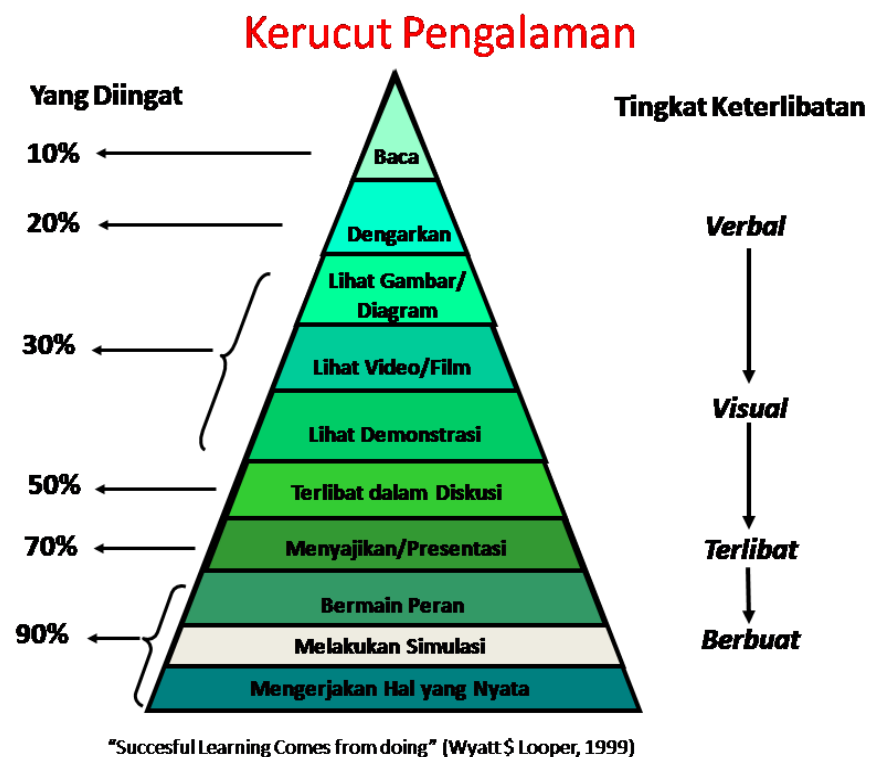 Kerucut Pengalaman
Yang Diingat
Tingkat Keterlibatan
10%
Baca
20%
Dengarkan
Verbal
Lihat Gambar/
Diagram
30%
Lihat Video/Film
Visual
Lihat Demonstrasi
50%
Terlibat dalam Diskusi
70%
Menyajikan/Presentasi
Terlibat
Bermain Peran
90%
Melakukan Simulasi
Berbuat
Mengerjakan Hal yang Nyata
“Succesful Learning Comes from doing” (Wyatt $ Looper, 1999)